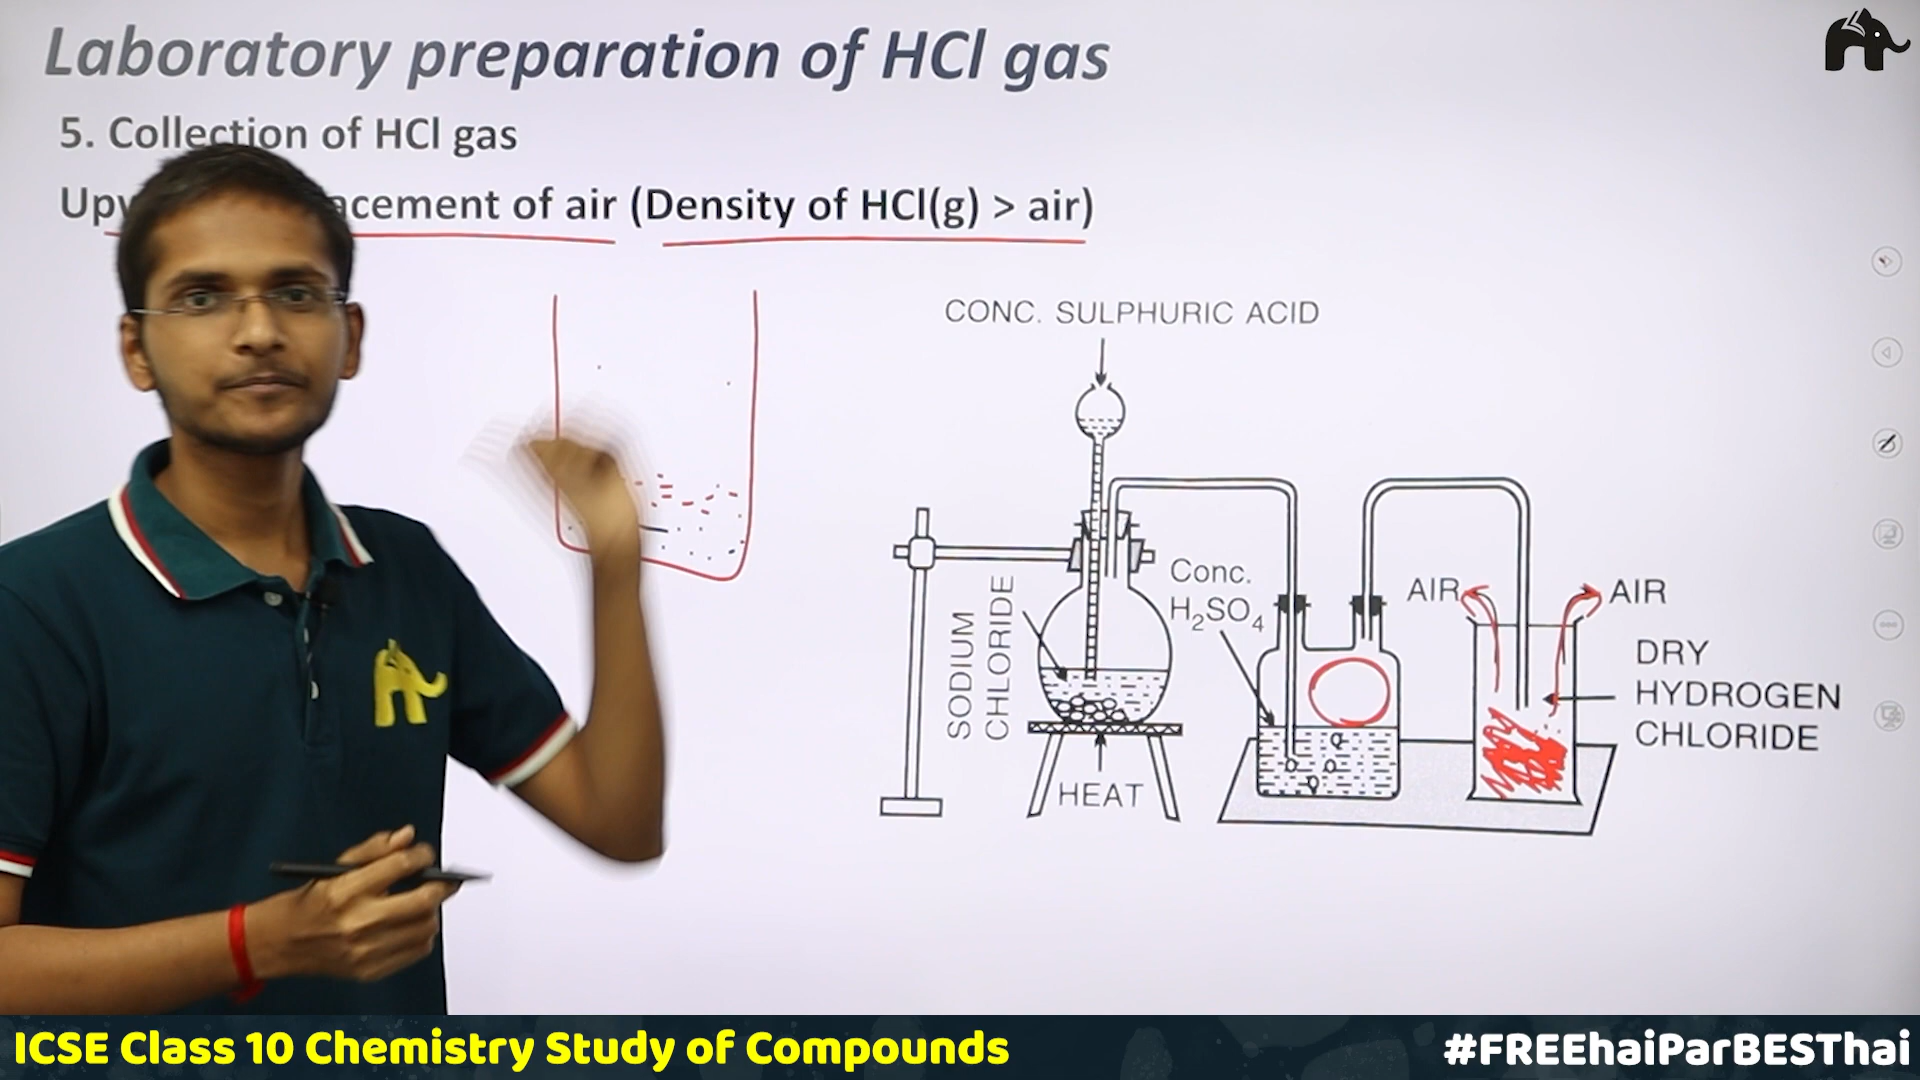 Laboratory preparation of HCl gas
5. Collection of HCl gas
acement of air (Density of HCl(g) > air)
CONC. SULPHURIC ACID
Conc.
H₂SO₄
SODIUM
CHLORIDE
HEAT
AIR
AIR
DRY
HYDROGEN
CHLORIDE
ICSE Class 10 Chemistry Study of Compounds
#FREEhaiParBESThai